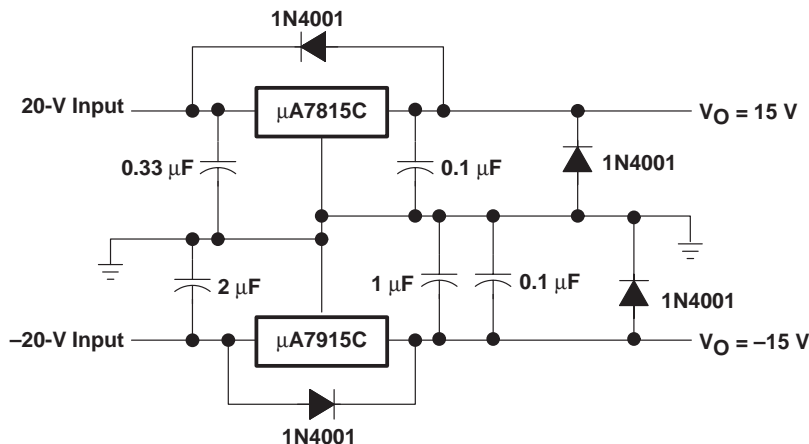 1N4001
20-V Input
μA7815C
V_O = 15 V
0.33 μF
0.1 μF
1N4001
2 μF
1 μF
0.1 μF
1N4001
–20-V Input
μA7915C
V_O = –15 V
1N4001